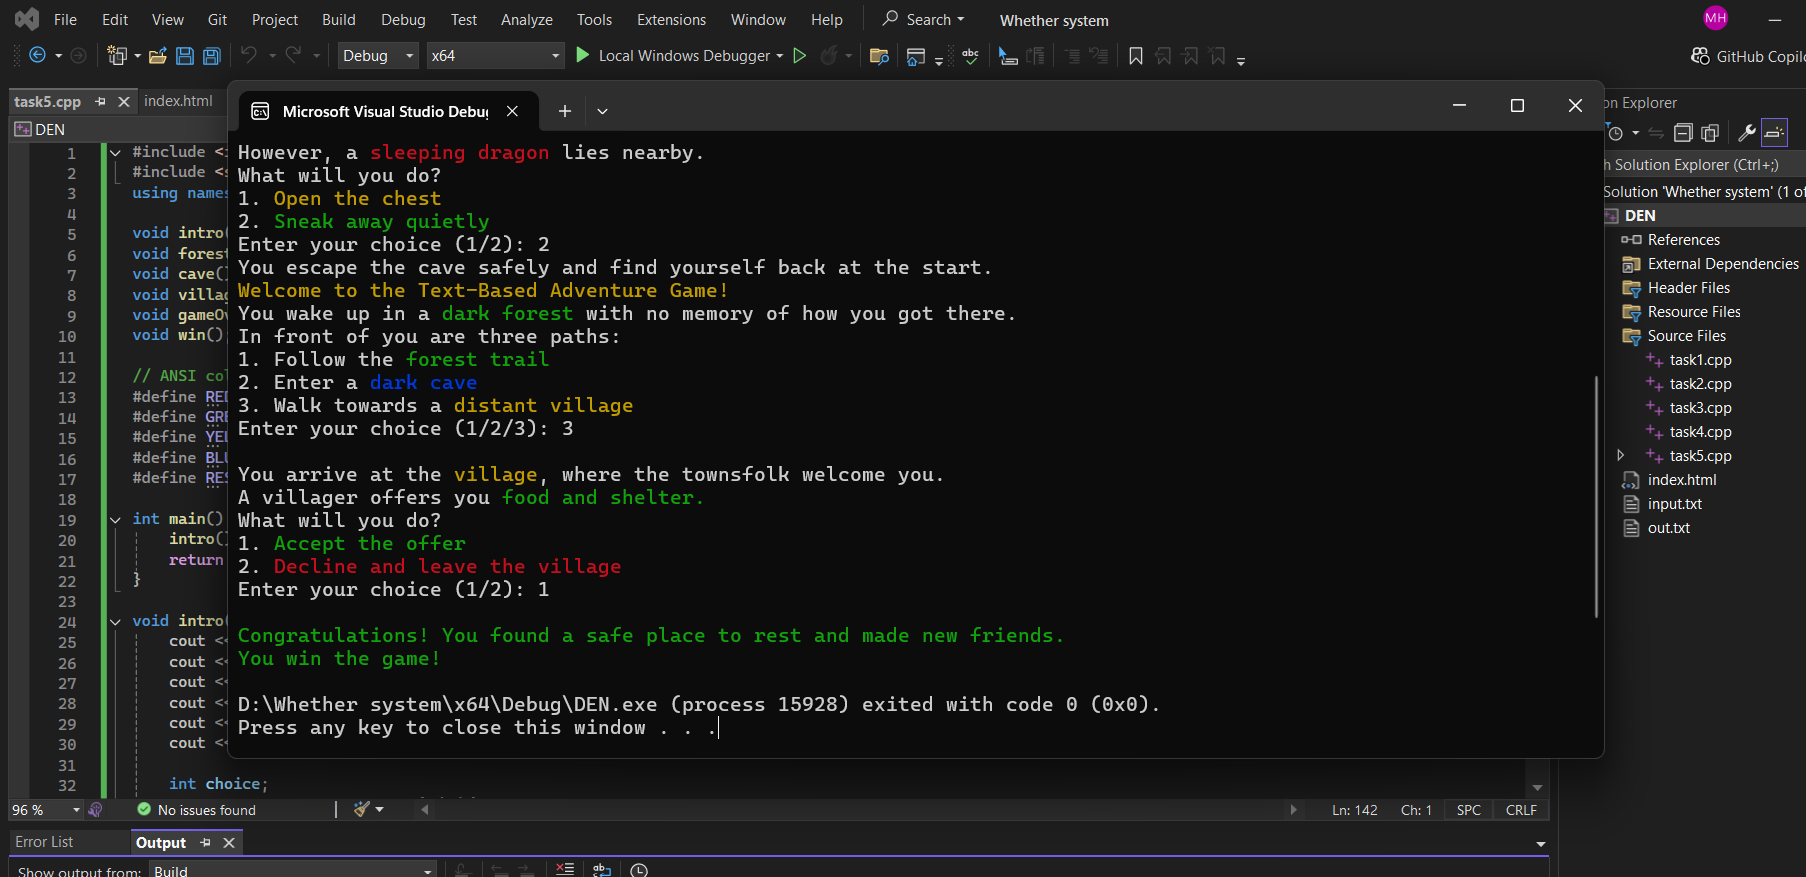 File Edit View Git Project Build Debug Test Analyze Tools Extensions Window Help Search Whether system MH
Debug x64 Local Windows Debugger GitHub
task5.cpp index.html
DEN
Microsoft Visual Studio
on Explorer
h Solution Explorer (Ctrl+;)
Solution 'Whether system' (1 of
DEN
References
External Dependencies
Header Files
Resource Files
Source Files
task1.cpp
task2.cpp
task3.cpp
task4.cpp
task5.cpp
index.html
input.txt
out.txt
1 #include <
2 #include <
3 using
4
5 void intro(
6 void
7 void cave(
8 void
9 void
10 void win()
11
12 // ANSI
13 #define
14 #define
15 #define
16 #define
17 #define
18
19 int main()
20 intro(
21 return
22 }
23
24 void intro(
25 cout <<
26 cout <<
27 cout <<
28 cout <<
29 cout <<
30 cout <<
31
32 int choice;
However, a sleeping dragon lies nearby.
What will you do?
1. Open the chest
2. Sneak away quietly
Enter your choice (1/2): 2
You escape the cave safely and find yourself back at the start.
Welcome to the Text-Based Adventure Game!
You wake up in a dark forest with no memory of how you got there.
In front of you are three paths:
1. Follow the forest trail
2. Enter a dark cave
3. Walk towards a distant village
Enter your choice (1/2/3): 3
You arrive at the village, where the townsfolk welcome you.
A villager offers you food and shelter.
What will you do?
1. Accept the offer
2. Decline and leave the village
Enter your choice (1/2): 1
Congratulations! You found a safe place to rest and made new friends.
You win the game!
D:\Whether system\x64\Debug\DEN.exe (process 15928) exited with code 0 (0x0).
Press any key to close this window . . .
96 % No issues found Ln: 142 Ch: 1 SPC CRLF
Error List Output
Show output from: Build